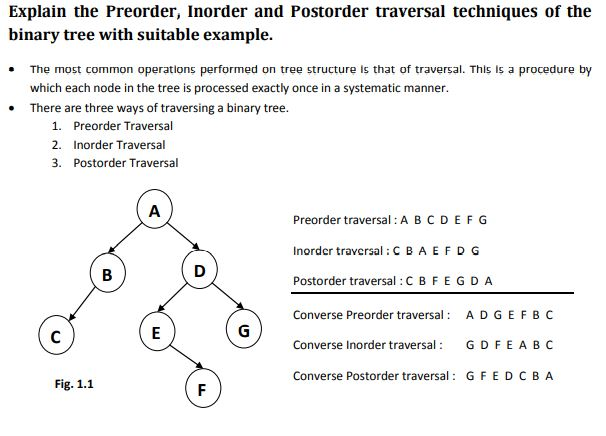 Explain the Preorder, Inorder and Postorder traversal techniques of the
binary tree with suitable example.
• The most common operations performed on tree structure is that of traversal. This is a procedure by
which each node in the tree is processed exactly once in a systematic manner.
• There are three ways of traversing a binary tree.
1. Preorder Traversal
2. Inorder Traversal
3. Postorder Traversal
A
B
D
C
E
G
F
Fig. 1.1
Preorder traversal : A B C D E F G
Inorder traversal : C B A E F D G
Postorder traversal : C B F E G D A
Converse Preorder traversal : A D G E F B C
Converse Inorder traversal : G D F E A B C
Converse Postorder traversal : G F E D C B A